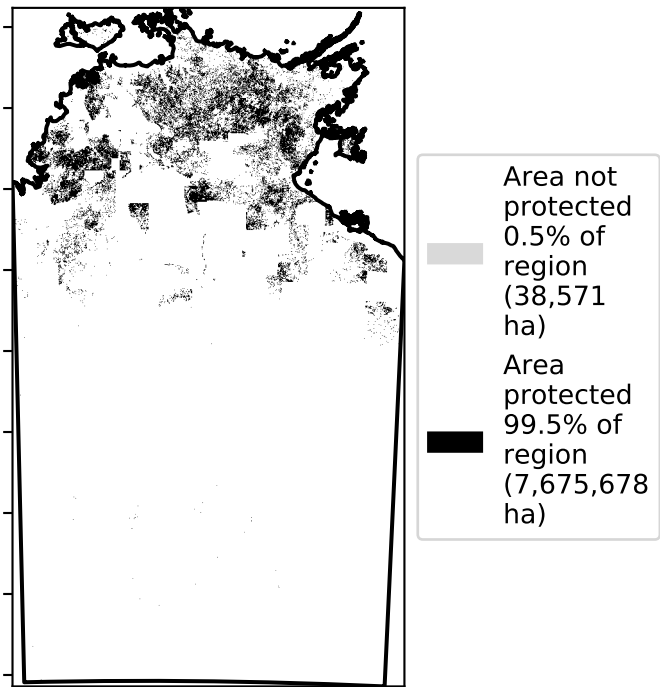 Area not
protected
0.5% of
region
(38,571
ha)
Area
protected
99.5% of
region
(7,675,678
ha)